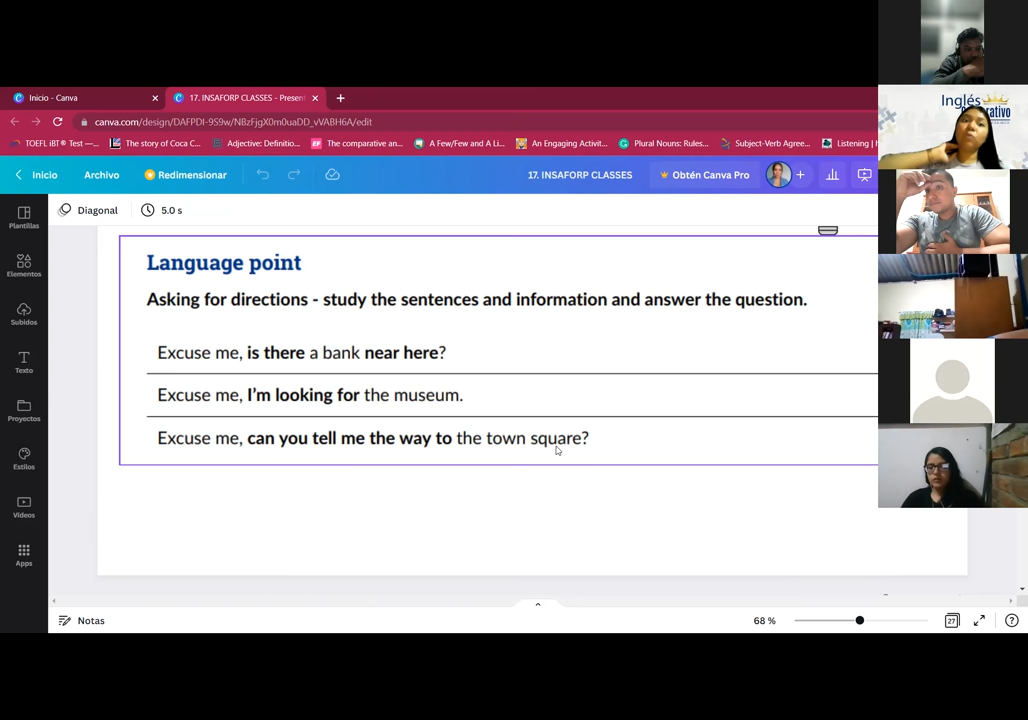 Inicio - Canva
17. INSAFORP CLASSES - Present
canva.com/design/DAFPDI-9S9w/NBzFjgX0m0uaDD_vVABH6A/edit
TOEFL iBT® Test —...
The story of Coca C...
Adjective: Definitio...
The comparative an...
A Few/Few and A Li...
An Engaging Activit...
Plural Nouns: Rules...
Subject-Verb Agree...
Listening |
Inicio
Archivo
Redimensionar
17. INSAFORP CLASSES
Obtén Canva Pro
Diagonal
5.0 s
Plantillas
Elementos
Subidos
Texto
Proyectos
Estilos
Videos
Apps
Language point
Asking for directions - study the sentences and information and answer the question.
Excuse me, is there a bank near here?
Excuse me, I'm looking for the museum.
Excuse me, can you tell me the way to the town square?
Notas
68 %
27
Inglés